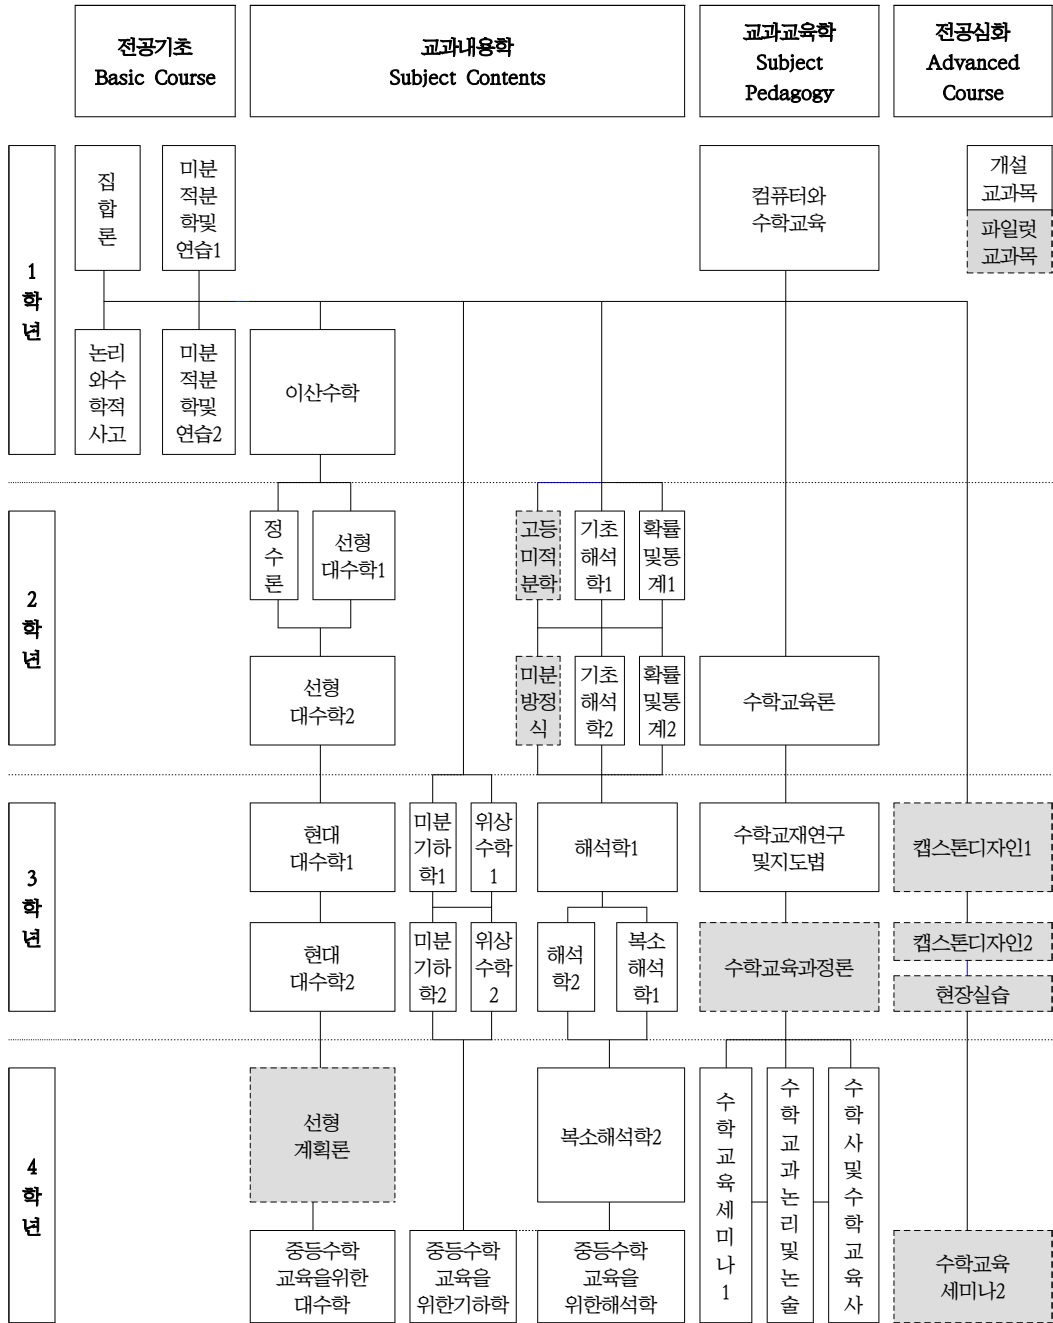 전공기초
Basic Course
교과내용학
Subject Contents
교과교육학
Subject
Pedagogy
전공심화
Advanced
Course
1
학
년
집
합
론
미분
적분
학및
연습1
컴퓨터와
수학교육
개설
교과목
파일럿
교과목
논리
와수
학적
사고
미분
적분
학및
연습2
이산수학
2
학
년
정
수
론
선형
대수학1
고등
미적
분학
기초
해석
학1
확률
및통
계1
선형
대수학2
미분
방정
식
기초
해석
학2
확률
및통
계2
수학교육론
3
학
년
현대
대수학1
미분
기하
학1
위상
수학
1
해석학1
수학교재연구
및지도법
캡스톤디자인1
현대
대수학2
미분
기하
학2
위상
수학
2
해석
학2
복소
해석
학1
수학교육과정론
캡스톤디자인2
현장실습
4
학
년
선형
계획론
복소해석학2
수
학
교
육
세
미
나
1
수
학
교
과
논
리
및
논
술
수
학
사
및
수
학
교
육
사
중등수학
교육을위한
대수학
중등수학
교육을
위한기하학
중등수학
교육을
위한해석학
수학교육
세미나2